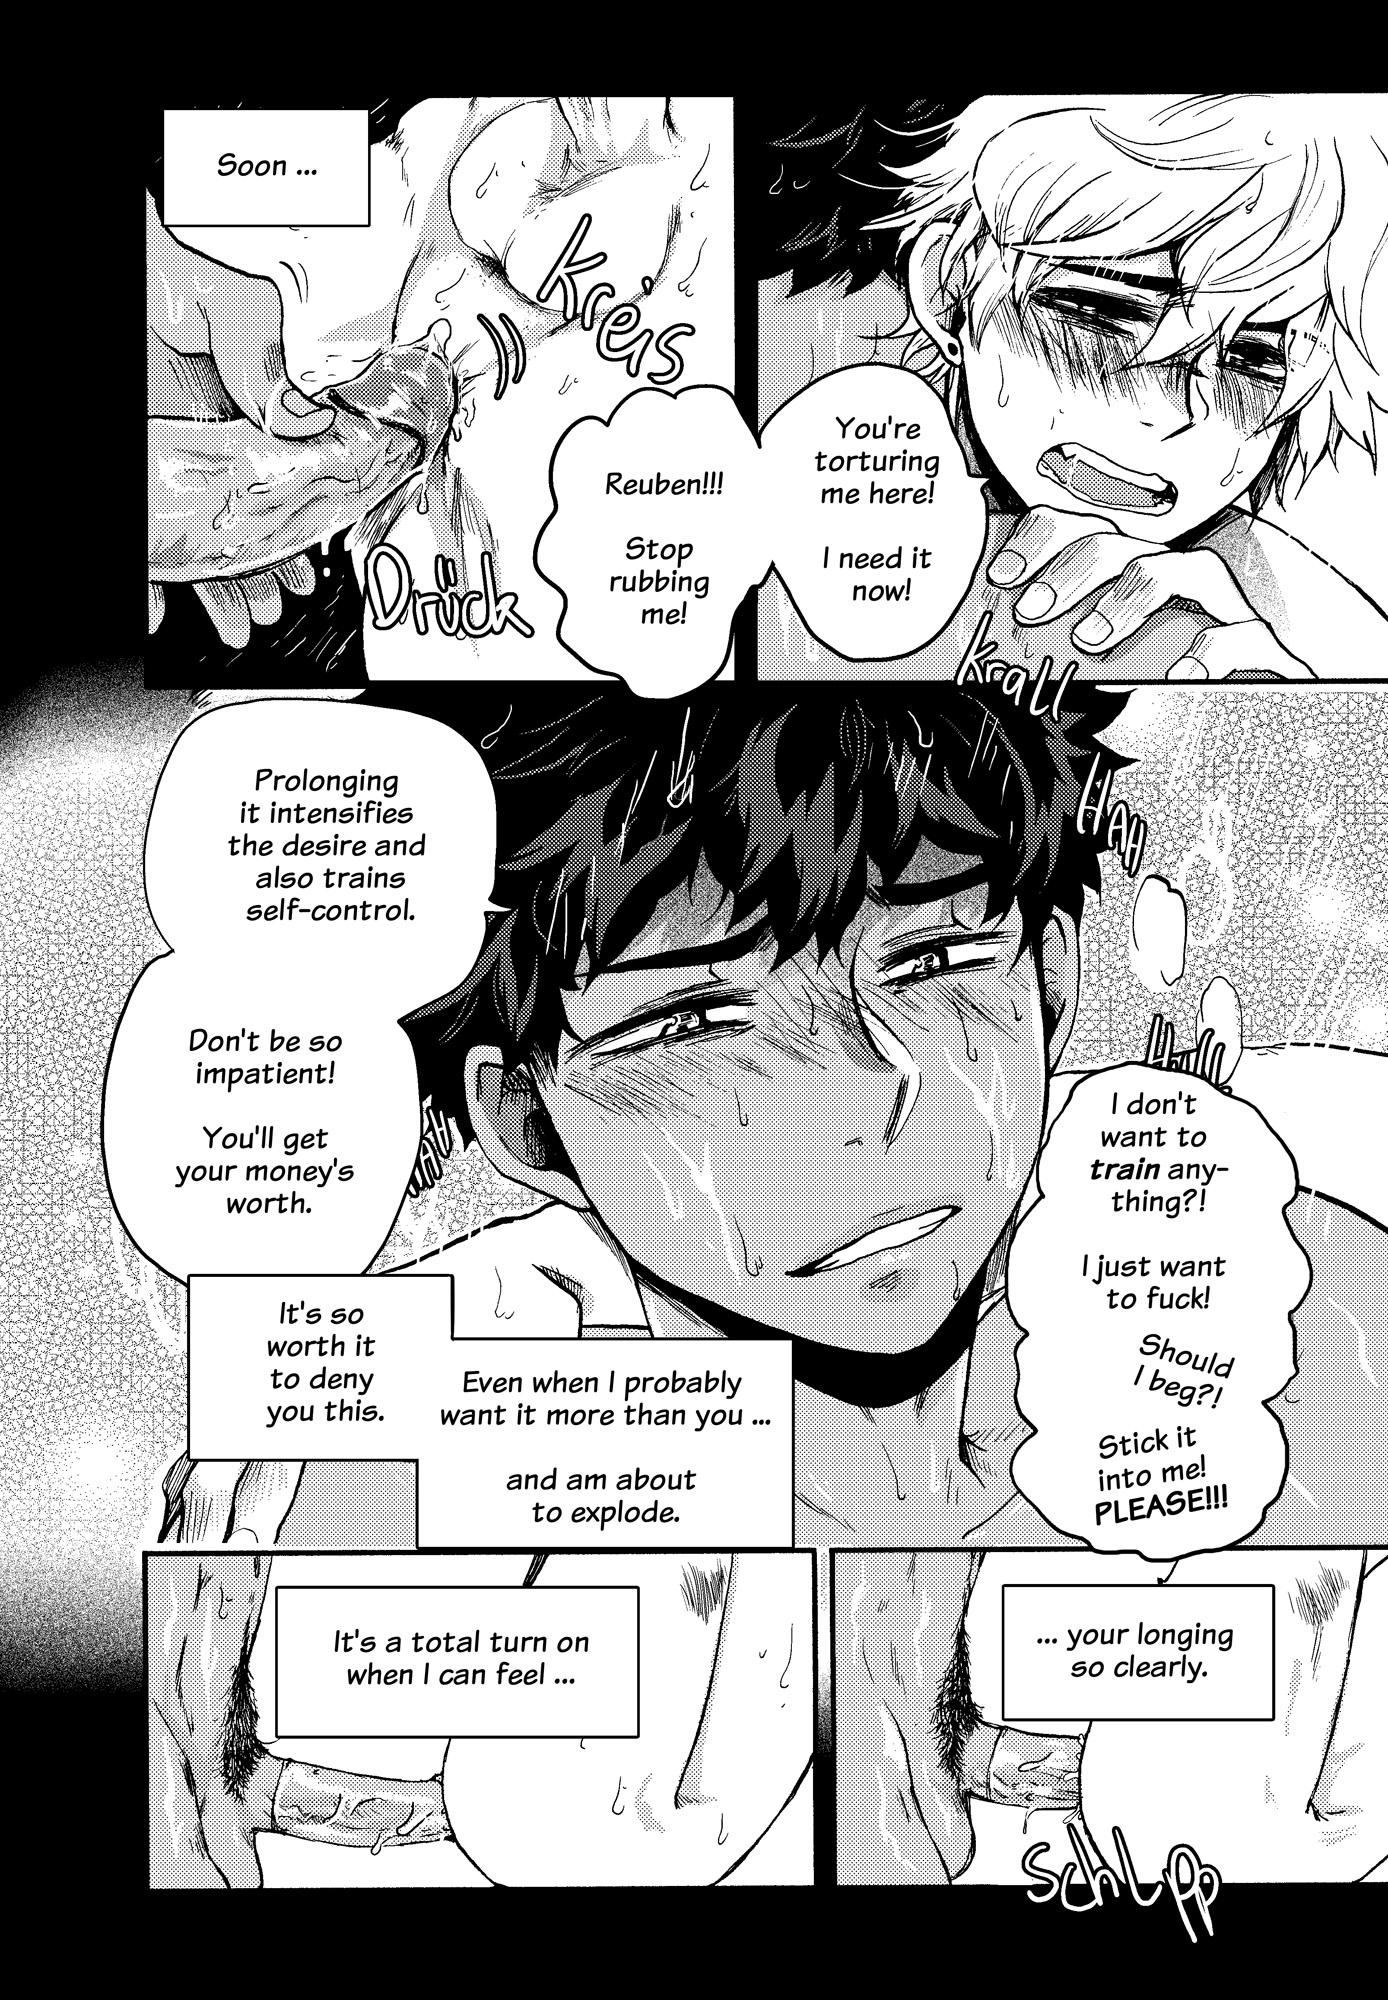 Soon ...
Kreis
Drück
Reuben!!!
Stop
rubbing
me!
You're
torturing
me here!
I need it
now!
Krall
Prolonging
it intensifies
the desire and
also trains
self-control.
Don't be so
impatient!
You'll get
your money's
worth.
HAH
HAH
I don't
want to
train any-
thing?!
I just want
to fuck!
Should
I beg?!
Stick it
into me!
PLEASE!!!
It's so
worth it
to deny
you this.
Even when I probably
want it more than you ...
and am about
to explode.
It's a total turn on
when I can feel ...
... your longing
so clearly.
Schlpp